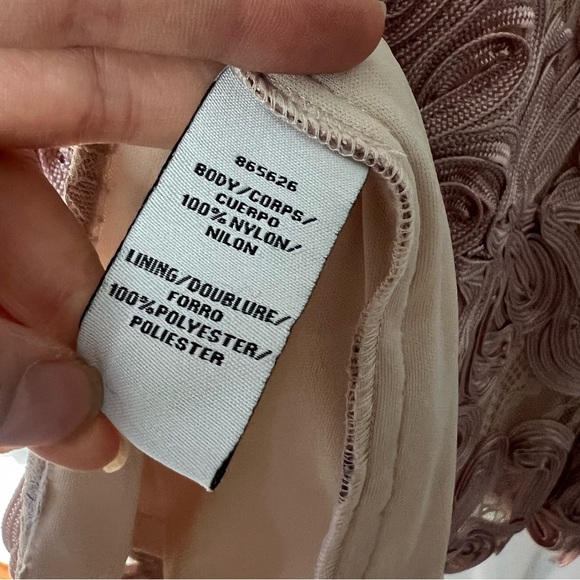 865626
BODY/CORPS/
CUERPO
100%NYLON/
NILON
LINING/DOUBLURE/
FORRO
100%POLYESTER/
POLIESTER